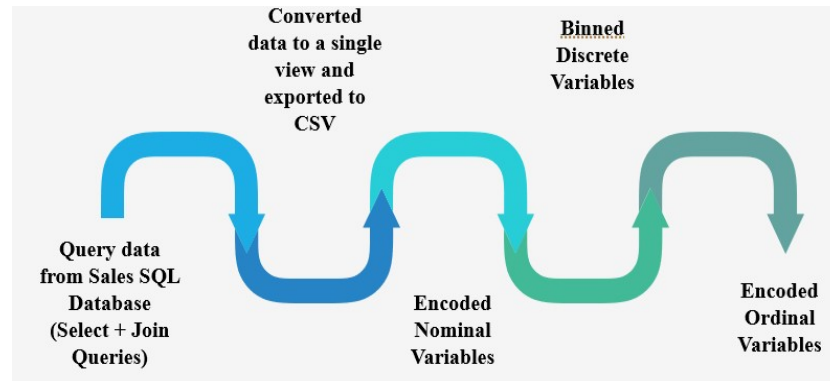 Query data
from Sales SQL
Database
(Select + Join
Queries)
Converted
data to a single
view and
exported to
CSV
Encoded
Nominal
Variables
Binned
Discrete
Variables
Encoded
Ordinal
Variables